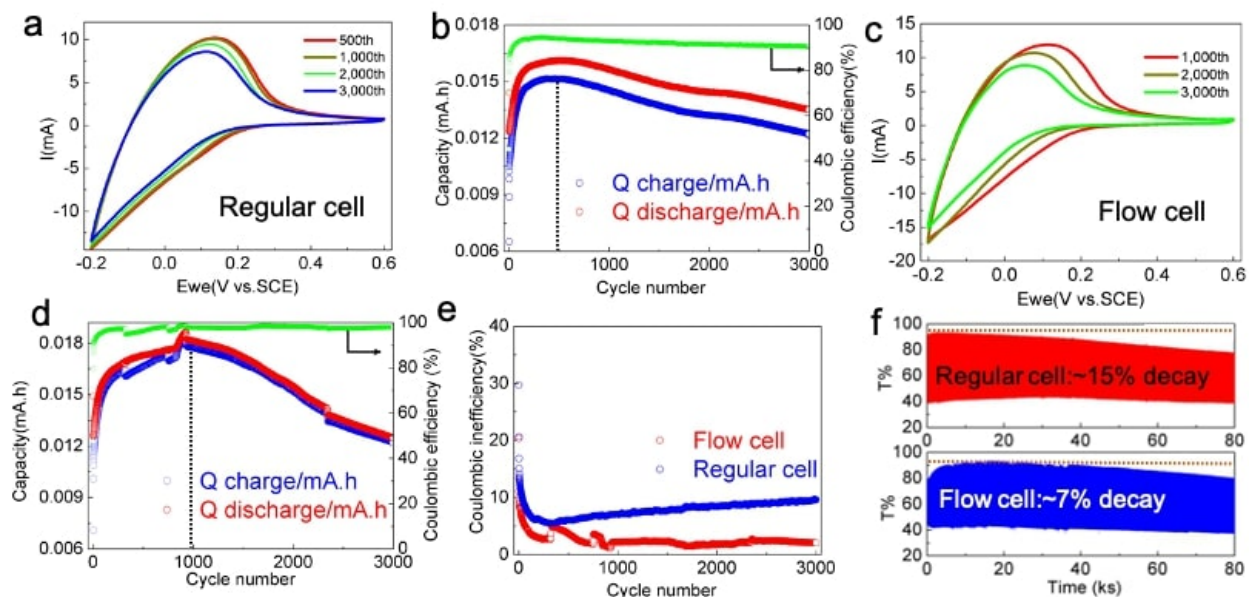 a
I(mA)
10
5
0
5
-10
500th
1,000th
2,000th
3,000th
Regular cell
-0.2
0.0
0.2
0.4
0.6
Ewe(V vs.SCE)
b
Capacity (mA.h)
0.018
0.015
0.012
0.009
0.006
Q charge/mA.h
Q discharge/mA.h
100
80
60
40
20
0
Coulombic efficiency(%)
0
1000
2000
3000
Cycle number
c
I(mA)
15
10
5
0
5
-10
-15
20
1,000th
2,000th
3,000th
Flow cell
-0.2
0.0
0.2
0.4
0.6
Ewe(V vs.SCE)
d
Capacity(mA.h)
0.018
0.015
0.012
0.009
0.006
Q charge/mA.h
Q discharge/mA.h
100
80
60
40
20
0
Coulombic efficiency (%)
0
1000
2000
3000
Cycle number
e
Coulombic inefficiency(%)
40
30
20
10
0
Flow cell
Regular cell
0
1000
2000
3000
Cycle number
f
T%
100
80
60
40
20
Regular cell:~15% decay
0
20
40
60
80
T%
100
80
60
40
20
Flow cell:~7% decay
0
20
40
60
80
Time (ks)